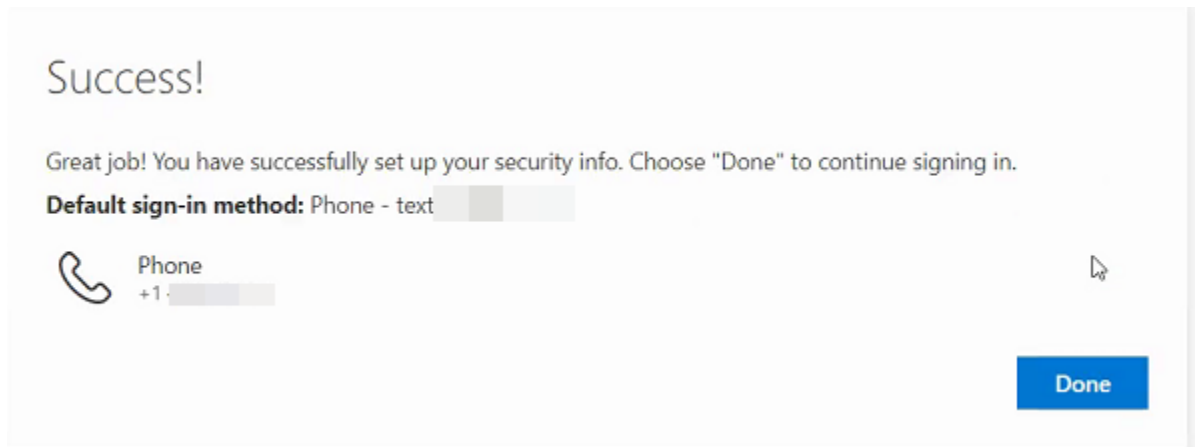 Success!
Great job! You have successfully set up your security info. Choose "Done" to continue signing in.
Default sign-in method: Phone - text
Phone
+1
Done